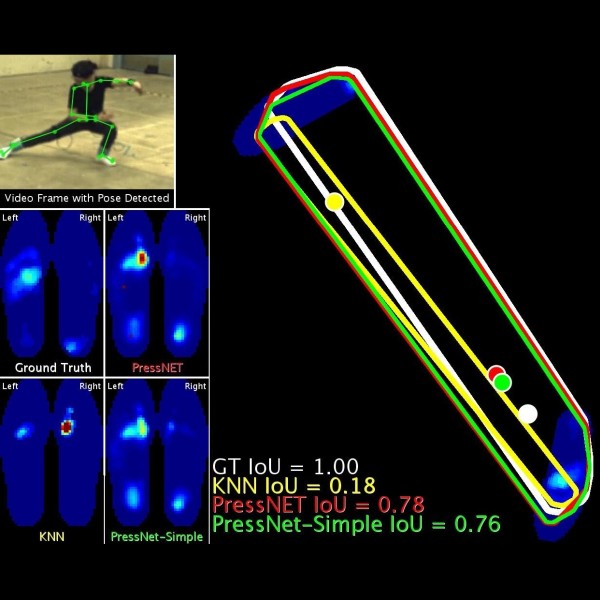 Video Frame with Pose Detected
Left Right Left Right
Ground Truth PressNET
Left Right Left Right
KNN PressNet-Simple
GT IoU = 1.00
KNN IoU = 0.18
PressNET IoU = 0.78
PressNet-Simple IoU = 0.76